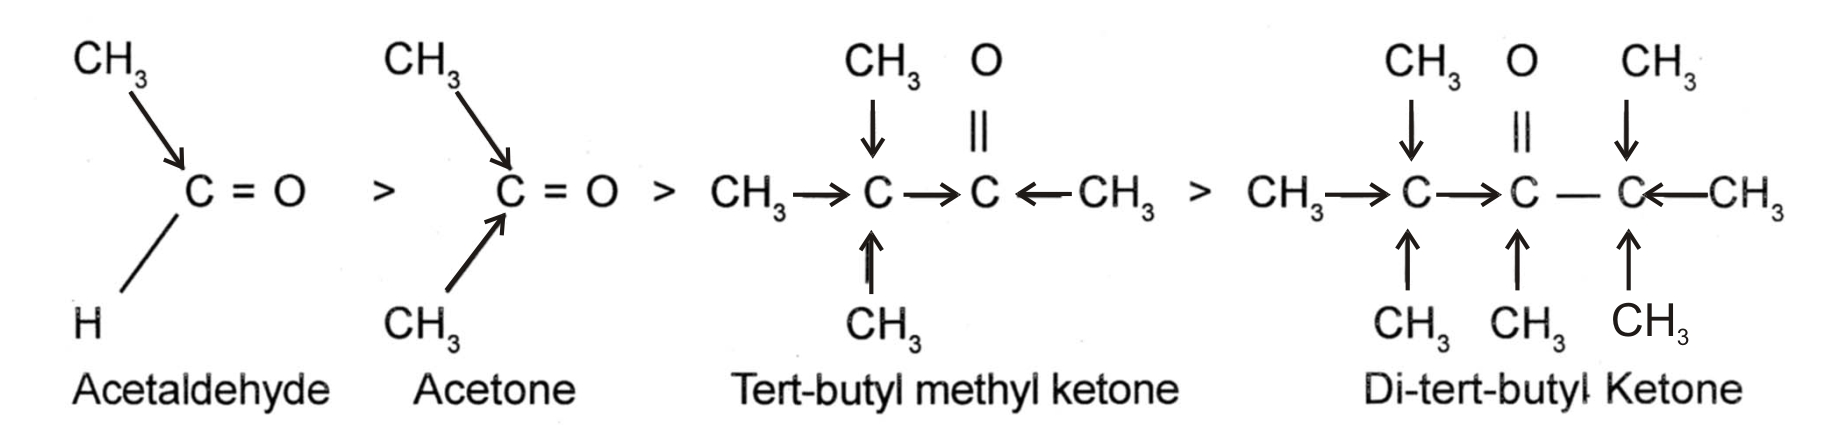 CH₃ CH₃ CH₃ O CH₃ O CH₃
C = O > C = O > CH₃ → C → C ← CH₃ > CH₃ → C → C — C ← CH₃
H CH₃ CH₃ CH₃ CH₃ CH₃
Acetaldehyde Acetone Tert-butyl methyl ketone Di-tert-butyl Ketone